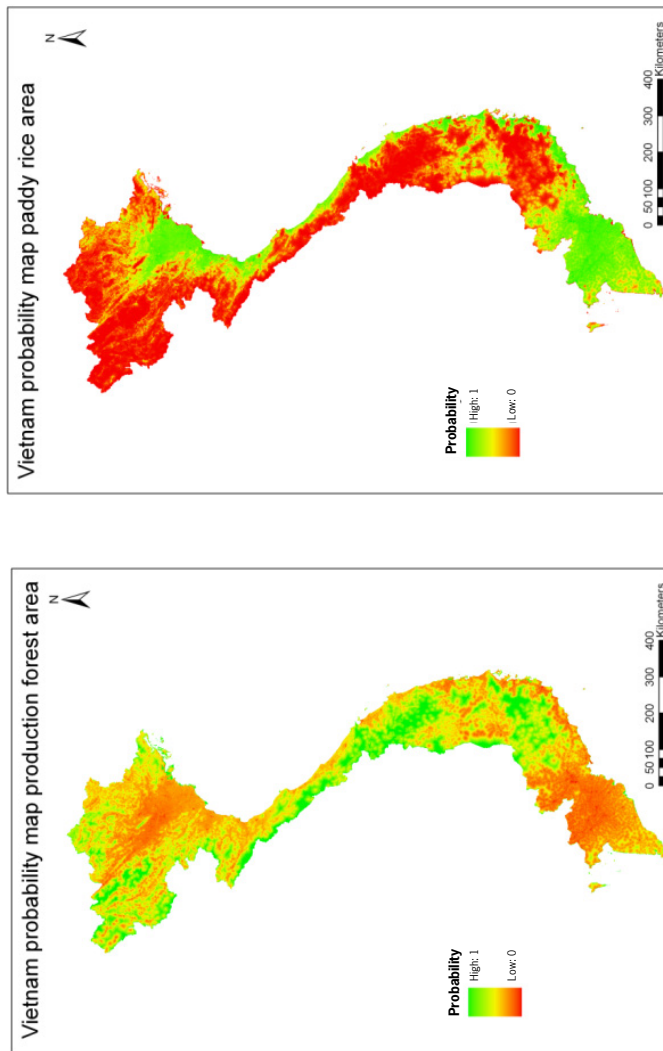 Vietnam probability map paddy rice area
N
Probability
High: 1
Low: 0
0 50 100 200 300 400
Kilometers
Vietnam probability map production forest area
N
Probability
High: 1
Low: 0
0 50 100 200 300 400
Kilometers